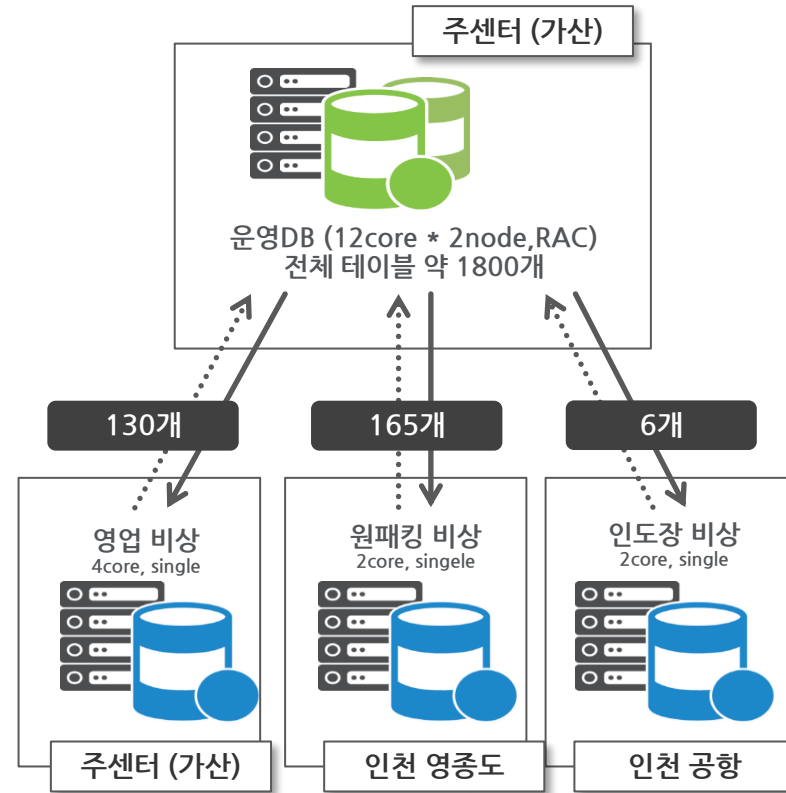 주센터 (가산)
운영DB (12core * 2node,RAC)
전체 테이블 약 1800개
130개
165개
6개
영업 비상
4core, single
원패킹 비상
2core, singele
인도장 비상
2core, single
주센터 (가산)
인천 영종도
인천 공항